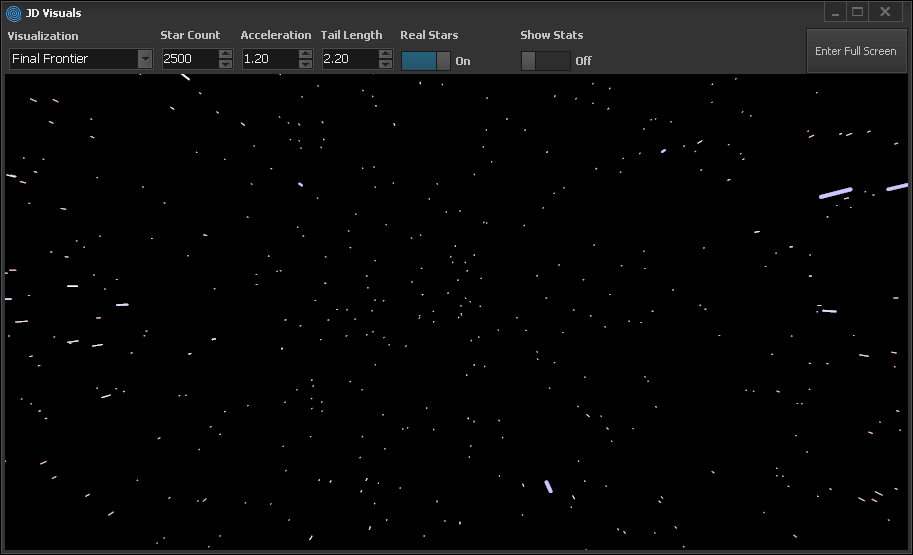 JD Visuals
Visualization Star Count Acceleration Tail Length Real Stars Show Stats
Final Frontier 2500 1.20 2.20 On Off Enter Full Screen